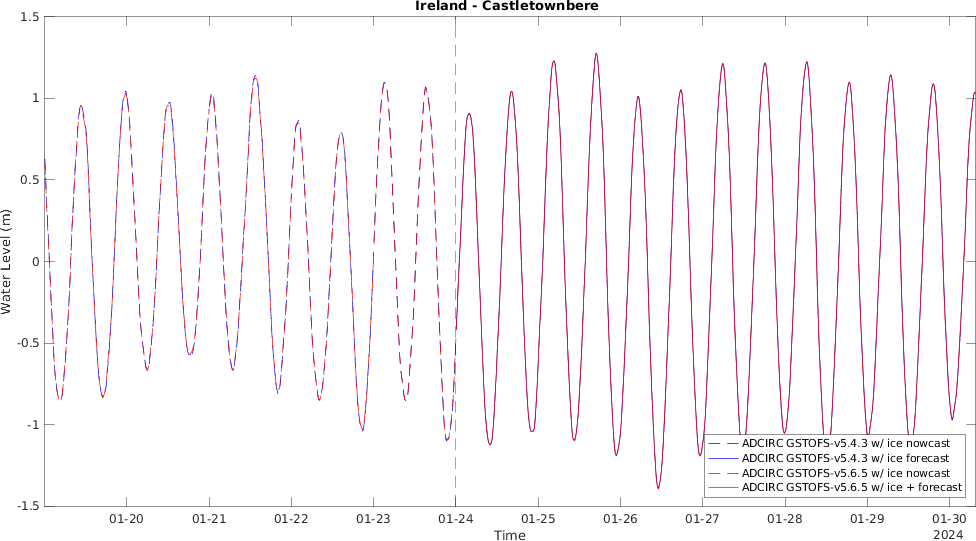 Ireland - Castletownbere
1.5
1
0.5
0
-0.5
-1
-1.5
Water Level (m)
ADCIRC GSTOFS-v5.4.3 w/ ice nowcast
ADCIRC GSTOFS-v5.4.3 w/ ice forecast
ADCIRC GSTOFS-v5.6.5 w/ ice nowcast
ADCIRC GSTOFS-v5.6.5 w/ ice + forecast
01-20 01-21 01-22 01-23 01-24 01-25 01-26 01-27 01-28 01-29 01-30
Time
2024